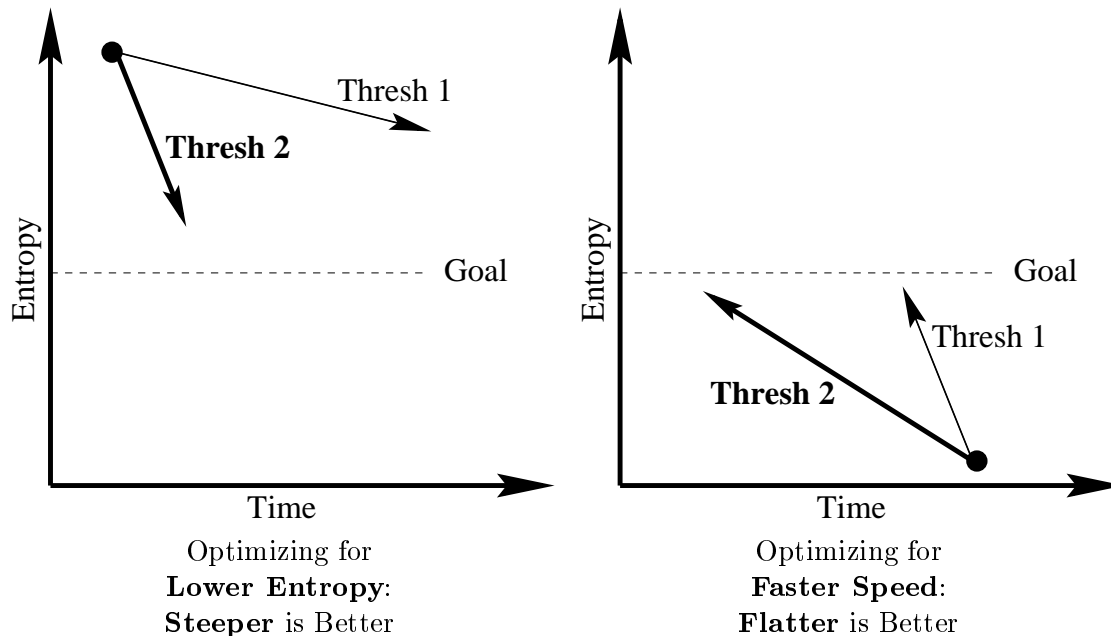 Thresh 1
Thresh 2
Goal
Entropy
Time
Optimizing for
Lower Entropy:
Steeper is Better
Goal
Entropy
Thresh 1
Thresh 2
Time
Optimizing for
Faster Speed:
Flatter is Better